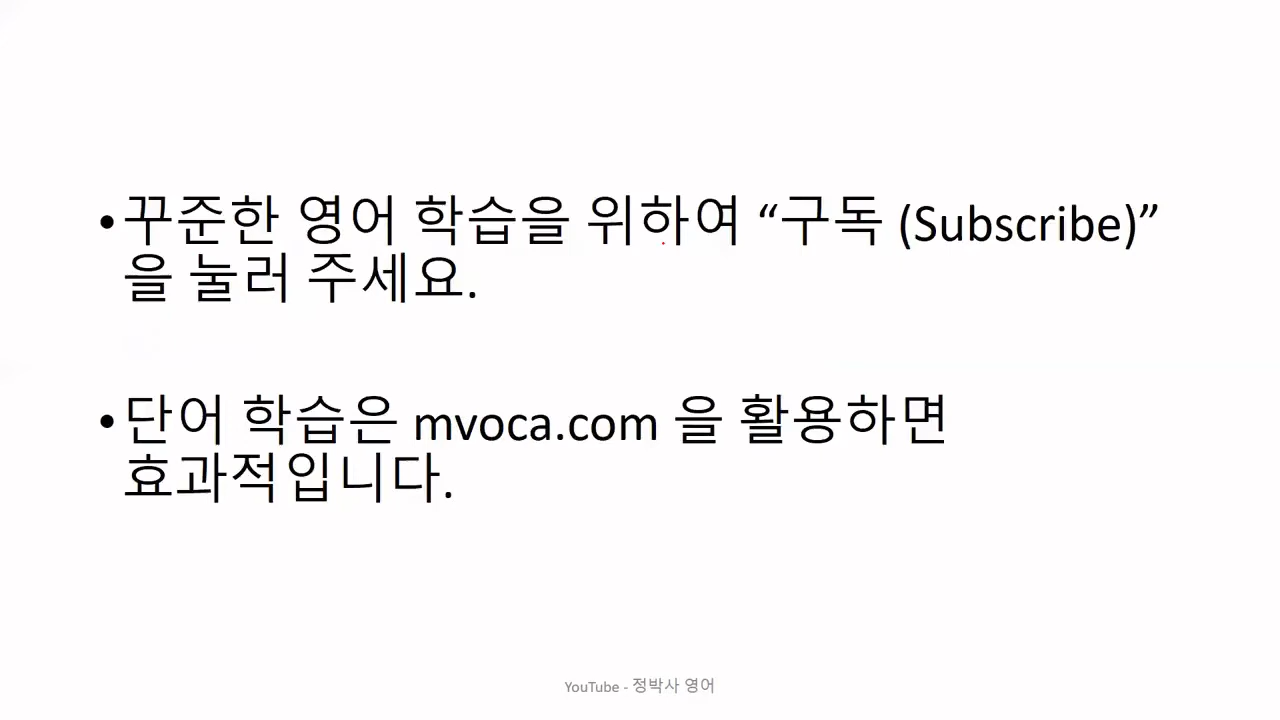 •꾸준한 영어 학습을 위하여 “구독 (Subscribe)”
을 눌러 주세요.
•단어 학습은 mvoca.com 을 활용하면
효과적입니다.
YouTube - 정박사 영어